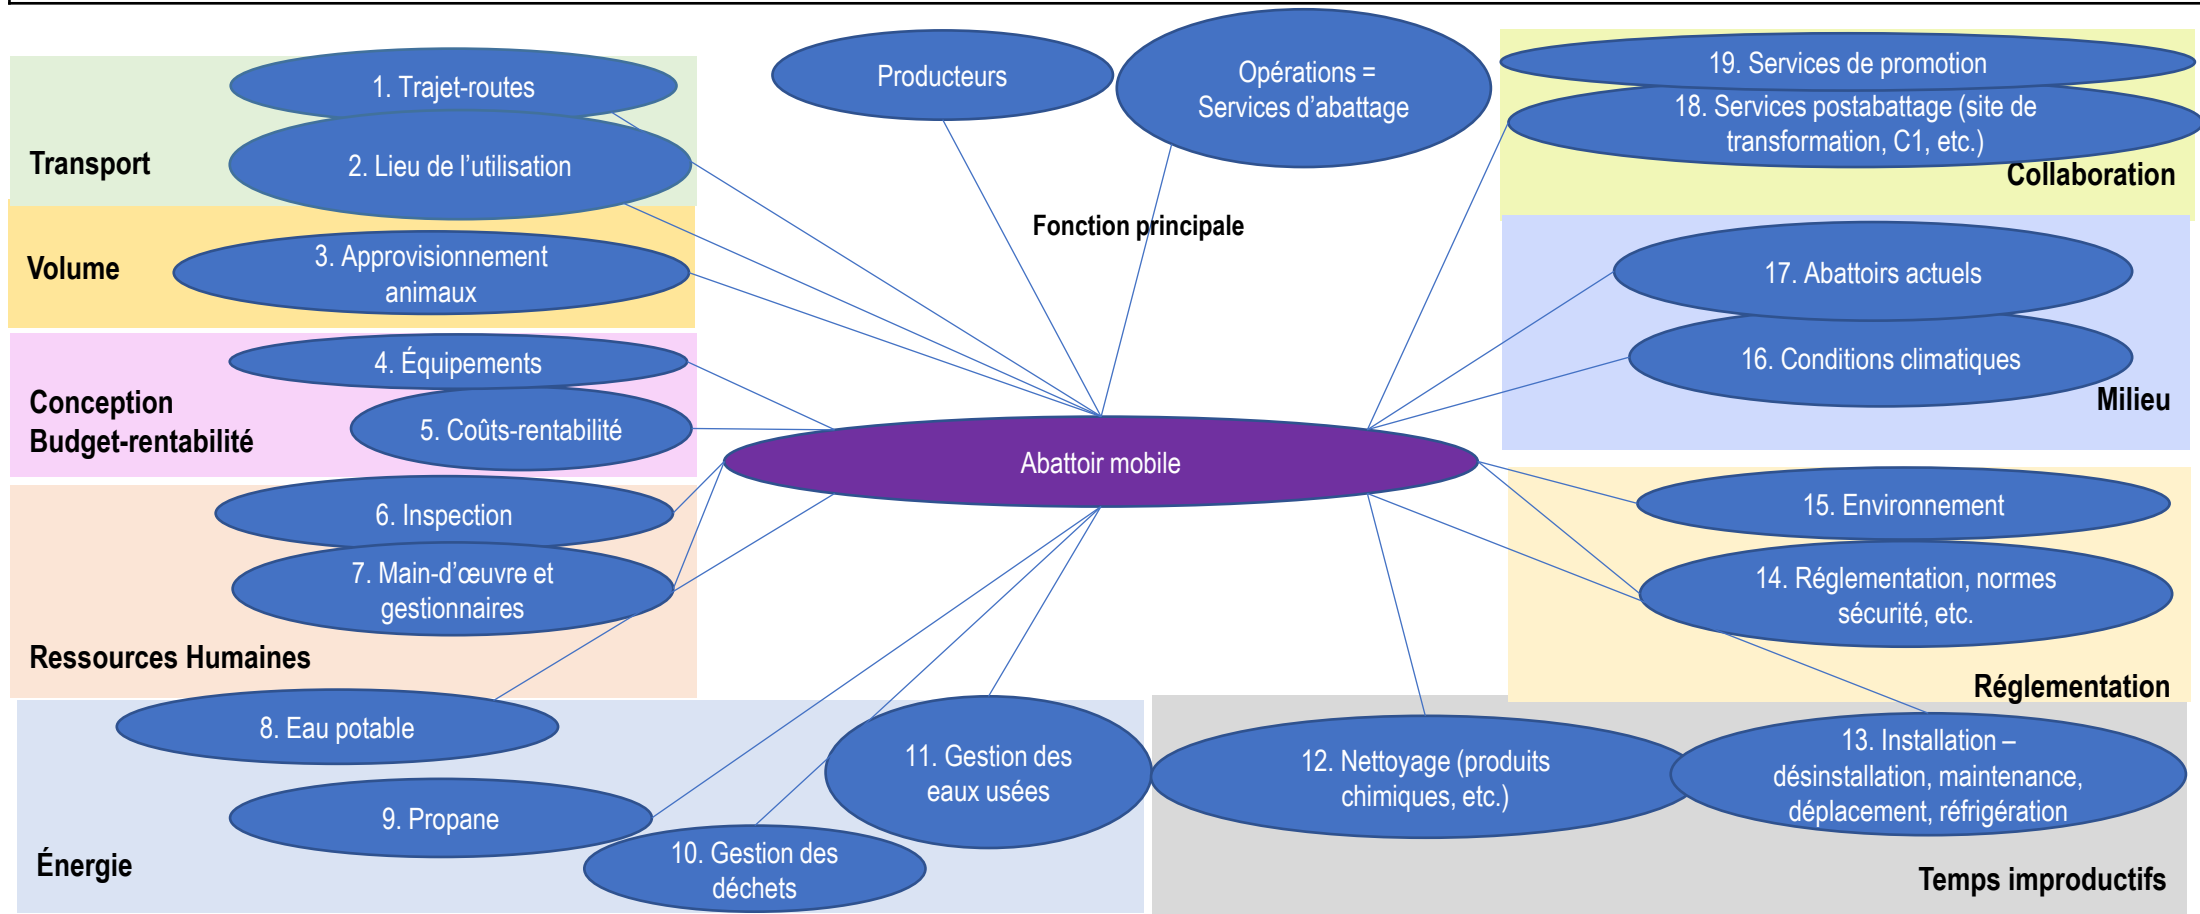 1. Trajet-routes
2. Lieu de l'utilisation
Transport
Producteurs
Opérations =
Services d'abattage
Fonction principale
19. Services de promotion
18. Services postabattage (site de
transformation, C1, etc.)
Collaboration
Volume
3. Approvisionnement
animaux
17. Abattoirs actuels
16. Conditions climatiques
Milieu
4. Équipements
Conception
Budget-rentabilité
5. Coûts-rentabilité
Abattoir mobile
6. Inspection
7. Main-d'œuvre et
gestionnaires
Ressources Humaines
15. Environnement
14. Réglementation, normes
sécurité, etc.
Réglementation
8. Eau potable
9. Propane
10. Gestion des
déchets
11. Gestion des
eaux usées
Énergie
12. Nettoyage (produits
chimiques, etc.)
13. Installation –
désinstallation, maintenance,
déplacement, réfrigération
Temps improductifs